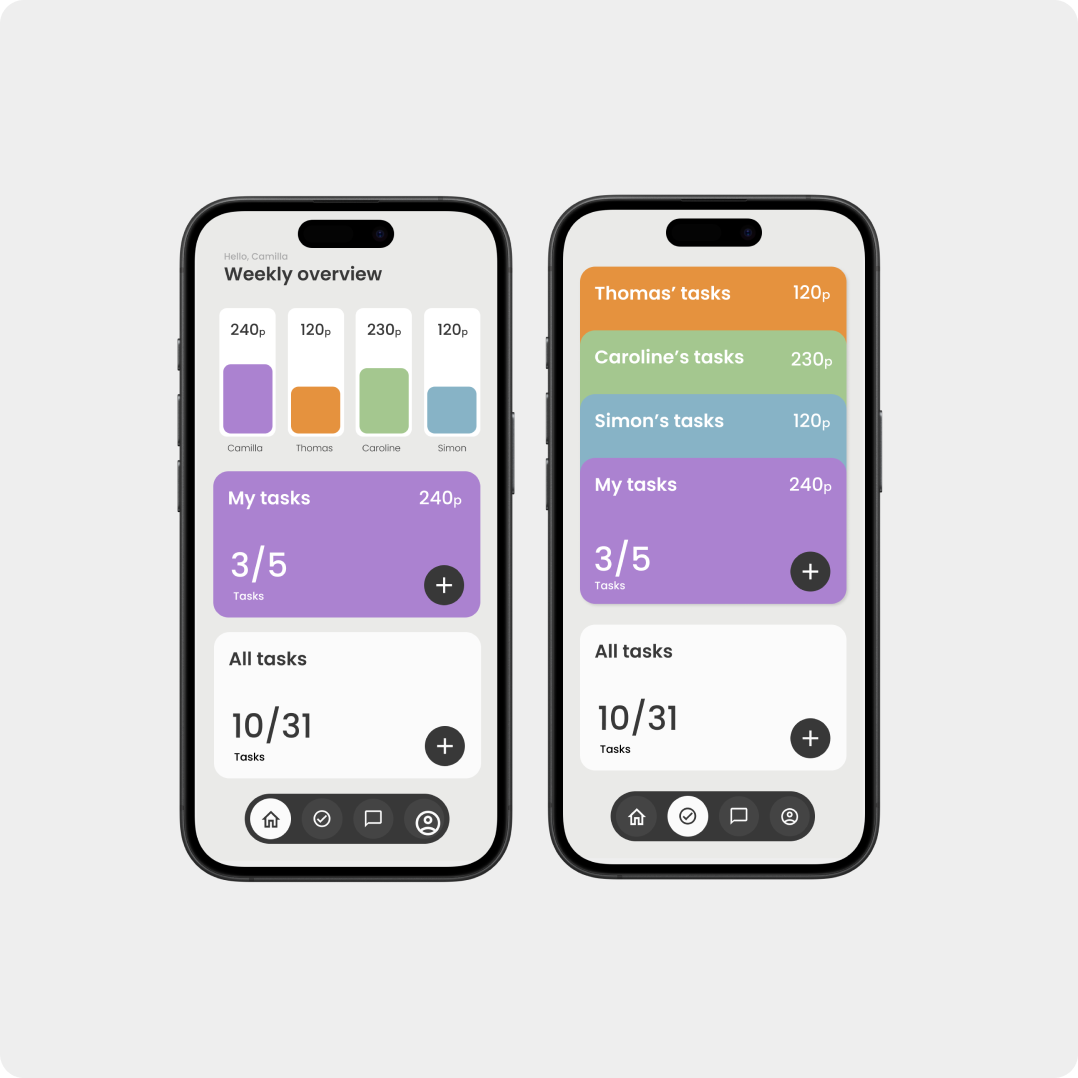 Hello, Camilla
Weekly overview
240p 120p 230p 120p
Camilla Thomas Caroline Simon
My tasks 240p
3/5
Tasks
All tasks
10/31
Tasks
Thomas’ tasks 120p
Caroline’s tasks 230p
Simon’s tasks 120p
My tasks 240p
3/5
Tasks
All tasks
10/31
Tasks